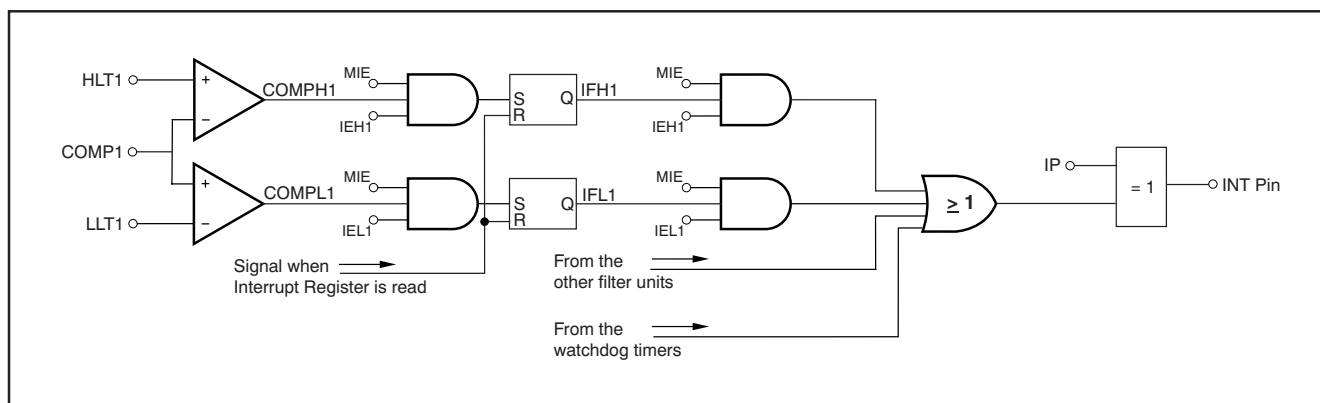 HLT1
+
COMPH1
−
MIE
IEH1
S
R
Q
IFH1
MIE
IEH1
COMP1
IP
= 1
INT Pin
+
COMPL1
−
LLT1
MIE
IEL1
S
R
Q
IFL1
MIE
IEL1
≥ 1
Signal when
Interrupt Register is read
From the
other filter units
From the
watchdog timers